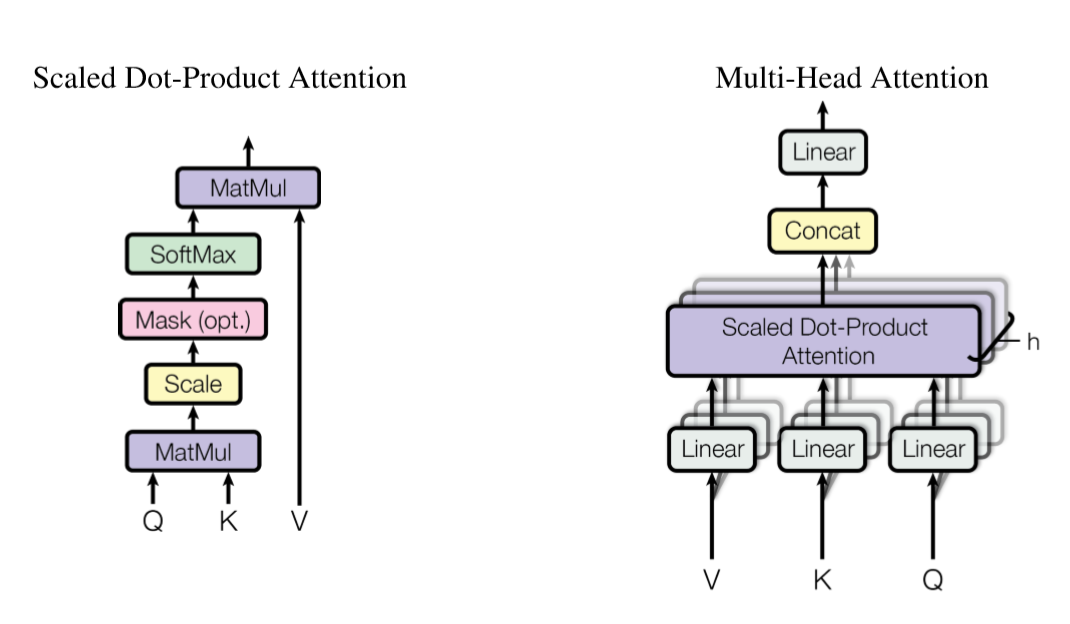 Scaled Dot-Product Attention
MatMul
SoftMax
Mask (opt.)
Scale
MatMul
Q K V
Multi-Head Attention
Linear
Concat
Scaled Dot-Product
Attention
h
Linear Linear Linear
V K Q